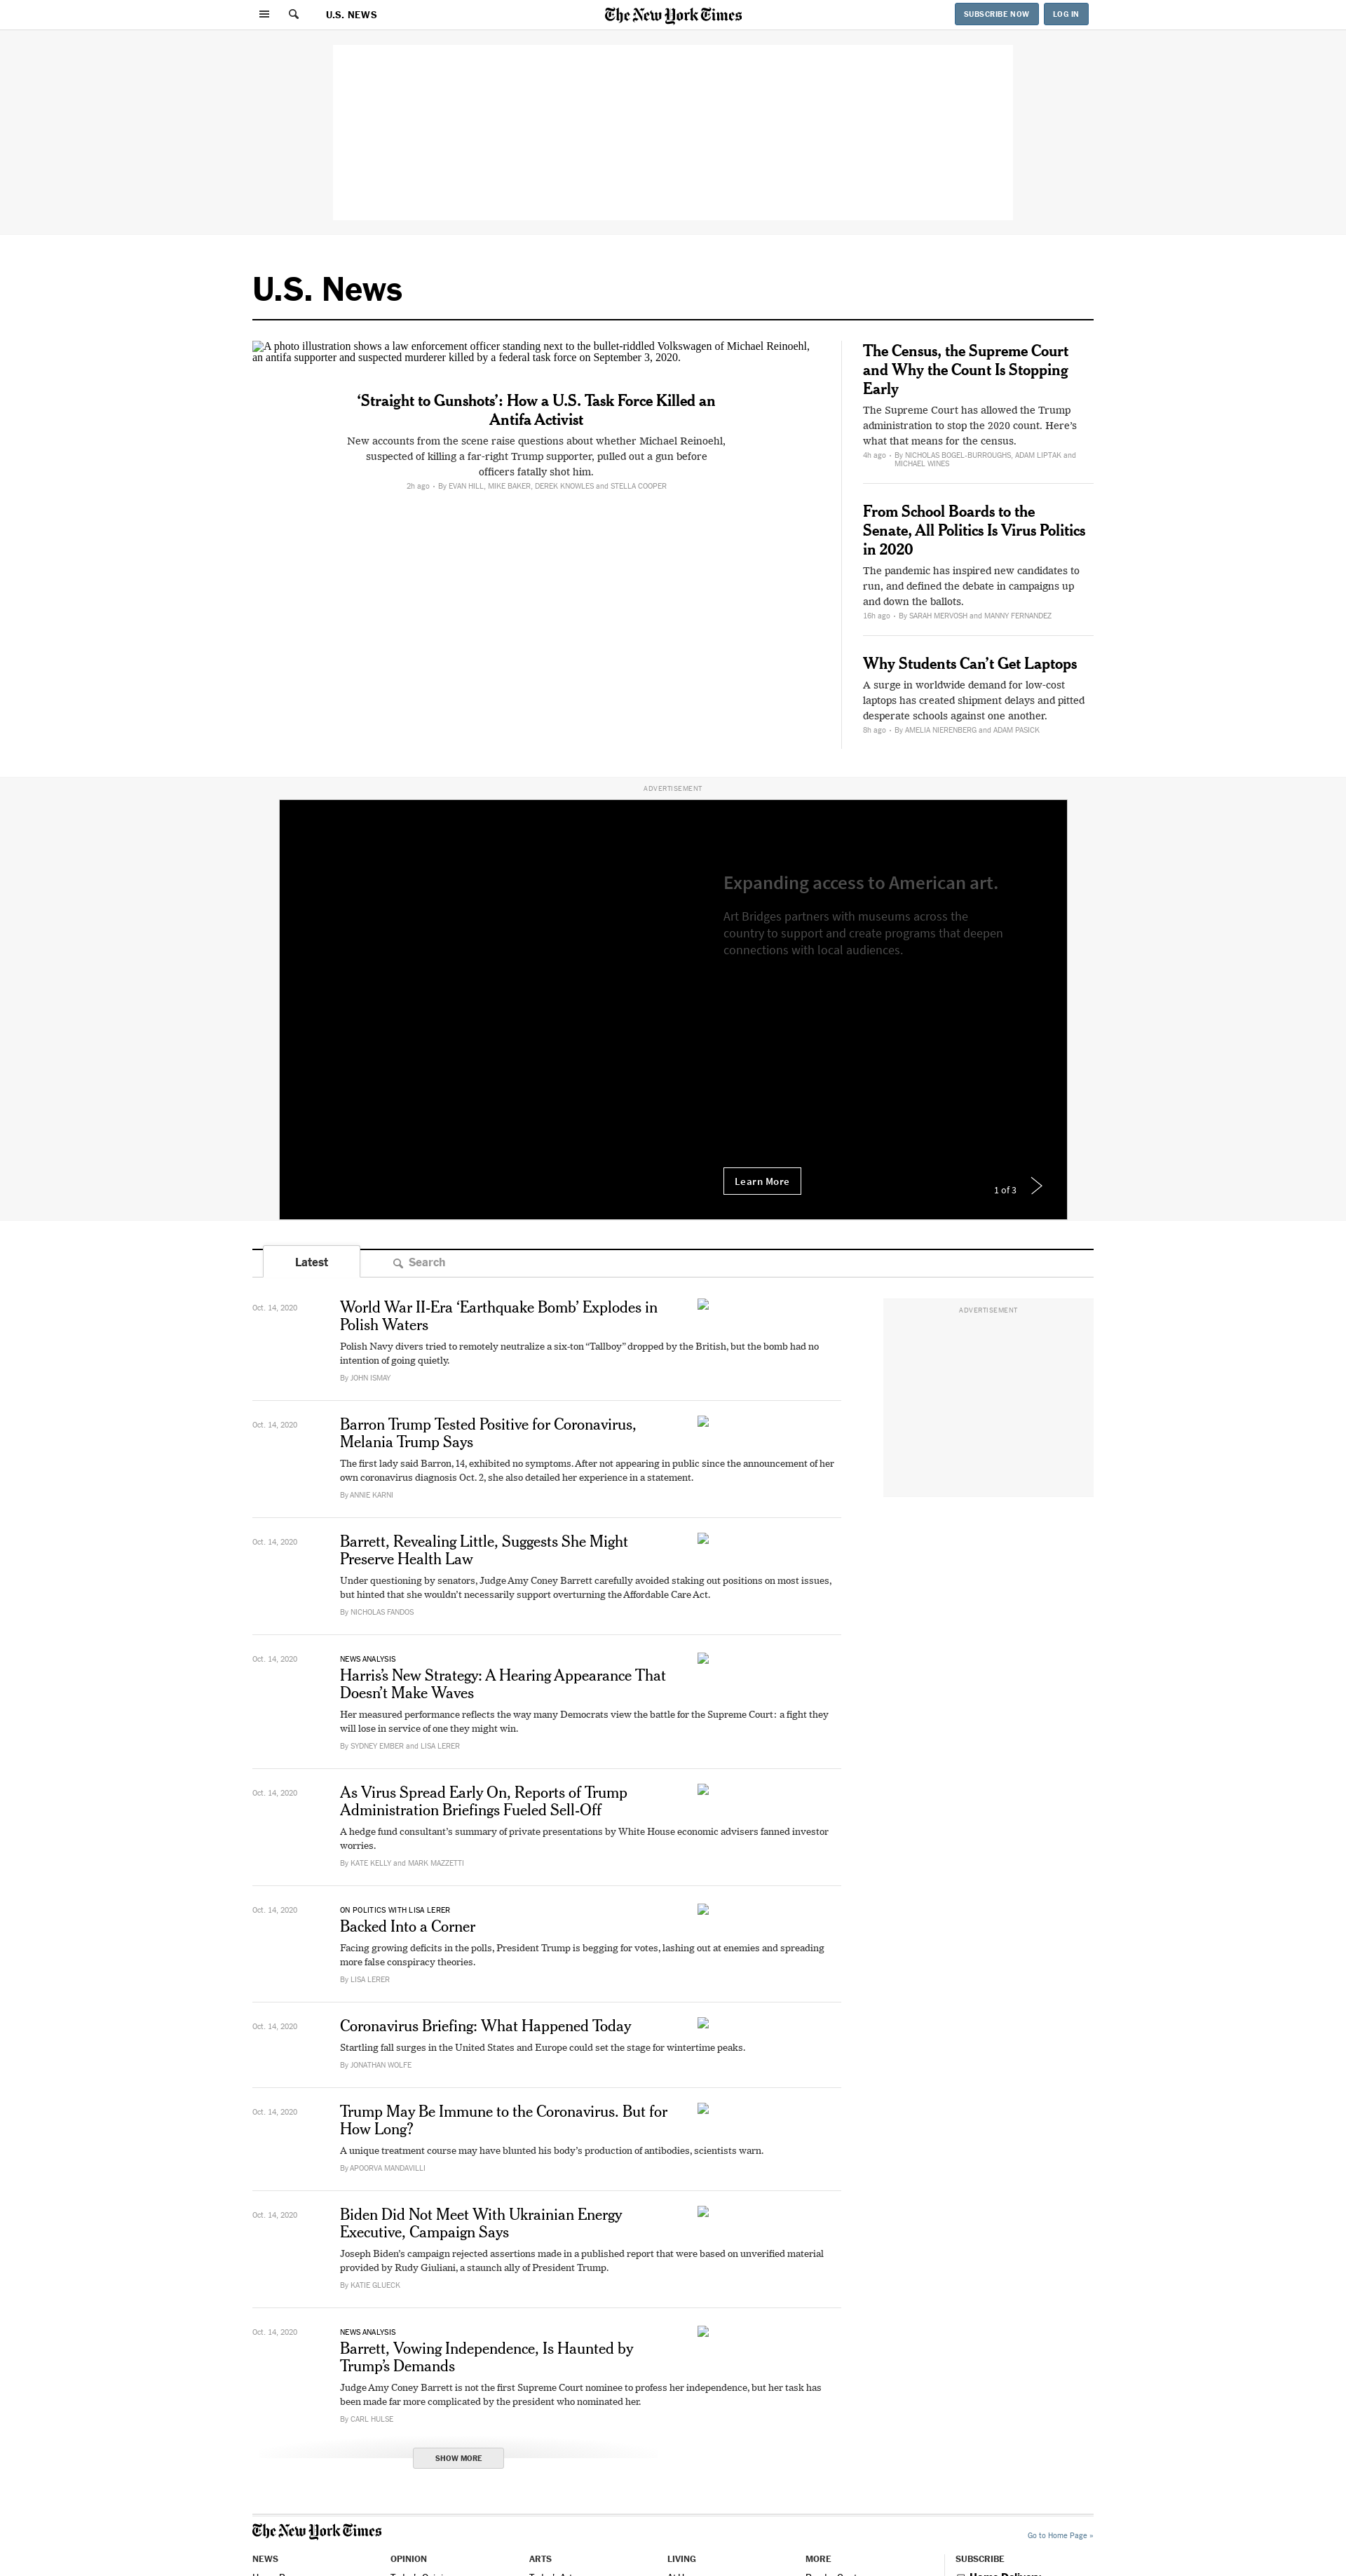 U.S. NEWS
The New York Times
SUBSCRIBE NOW
LOG IN
U.S. News
A photo illustration shows a law enforcement officer standing next to the bullet-riddled Volkswagen of Michael Reinoehl,
an antifa supporter and suspected murderer killed by a federal task force on September 3, 2020.
‘Straight to Gunshots’: How a U.S. Task Force Killed an
Antifa Activist
New accounts from the scene raise questions about whether Michael Reinoehl,
suspected of killing a far-right Trump supporter, pulled out a gun before
officers fatally shot him.
2h ago • By EVAN HILL, MIKE BAKER, DEREK KNOWLES and STELLA COOPER
The Census, the Supreme Court
and Why the Count Is Stopping
Early
The Supreme Court has allowed the Trump
administration to stop the 2020 count. Here’s
what that means for the census.
4h ago • By NICHOLAS BOGEL-BURROUGHS, ADAM LIPTAK and
MICHAEL WINES
From School Boards to the
Senate, All Politics Is Virus Politics
in 2020
The pandemic has inspired new candidates to
run, and defined the debate in campaigns up
and down the ballots.
16h ago • By SARAH MERVOSH and MANNY FERNANDEZ
Why Students Can’t Get Laptops
A surge in worldwide demand for low-cost
laptops has created shipment delays and pitted
desperate schools against one another.
8h ago • By AMELIA NIERENBERG and ADAM PASICK
ADVERTISEMENT
Expanding access to American art.
Art Bridges partners with museums across the
country to support and create programs that deepen
connections with local audiences.
Learn More
1 of 3
Latest
Search
ADVERTISEMENT
Oct. 14, 2020
World War II-Era ‘Earthquake Bomb’ Explodes in
Polish Waters
Polish Navy divers tried to remotely neutralize a six-ton “Tallboy” dropped by the British, but the bomb had no
intention of going quietly.
By JOHN ISMAY
Oct. 14, 2020
Barron Trump Tested Positive for Coronavirus,
Melania Trump Says
The first lady said Barron, 14, exhibited no symptoms. After not appearing in public since the announcement of her
own coronavirus diagnosis Oct. 2, she also detailed her experience in a statement.
By ANNIE KARNI
Oct. 14, 2020
Barrett, Revealing Little, Suggests She Might
Preserve Health Law
Under questioning by senators, Judge Amy Coney Barrett carefully avoided staking out positions on most issues,
but hinted that she wouldn’t necessarily support overturning the Affordable Care Act.
By NICHOLAS FANDOS
Oct. 14, 2020
NEWS ANALYSIS
Harris’s New Strategy: A Hearing Appearance That
Doesn’t Make Waves
Her measured performance reflects the way many Democrats view the battle for the Supreme Court: a fight they
will lose in service of one they might win.
By SYDNEY EMBER and LISA LERER
Oct. 14, 2020
As Virus Spread Early On, Reports of Trump
Administration Briefings Fueled Sell-Off
A hedge fund consultant’s summary of private presentations by White House economic advisers fanned investor
worries.
By KATE KELLY and MARK MAZZETTI
Oct. 14, 2020
ON POLITICS WITH LISA LERER
Backed Into a Corner
Facing growing deficits in the polls, President Trump is begging for votes, lashing out at enemies and spreading
more false conspiracy theories.
By LISA LERER
Oct. 14, 2020
Coronavirus Briefing: What Happened Today
Startling fall surges in the United States and Europe could set the stage for wintertime peaks.
By JONATHAN WOLFE
Oct. 14, 2020
Trump May Be Immune to the Coronavirus. But for
How Long?
A unique treatment course may have blunted his body’s production of antibodies, scientists warn.
By APOORVA MANDAVILLI
Oct. 14, 2020
Biden Did Not Meet With Ukrainian Energy
Executive, Campaign Says
Joseph Biden’s campaign rejected assertions made in a published report that were based on unverified material
provided by Rudy Giuliani, a staunch ally of President Trump.
By KATIE GLUECK
Oct. 14, 2020
NEWS ANALYSIS
Barrett, Vowing Independence, Is Haunted by
Trump’s Demands
Judge Amy Coney Barrett is not the first Supreme Court nominee to profess her independence, but her task has
been made far more complicated by the president who nominated her.
By CARL HULSE
SHOW MORE
The New York Times
Go to Home Page »
NEWS
OPINION
ARTS
LIVING
MORE
SUBSCRIBE